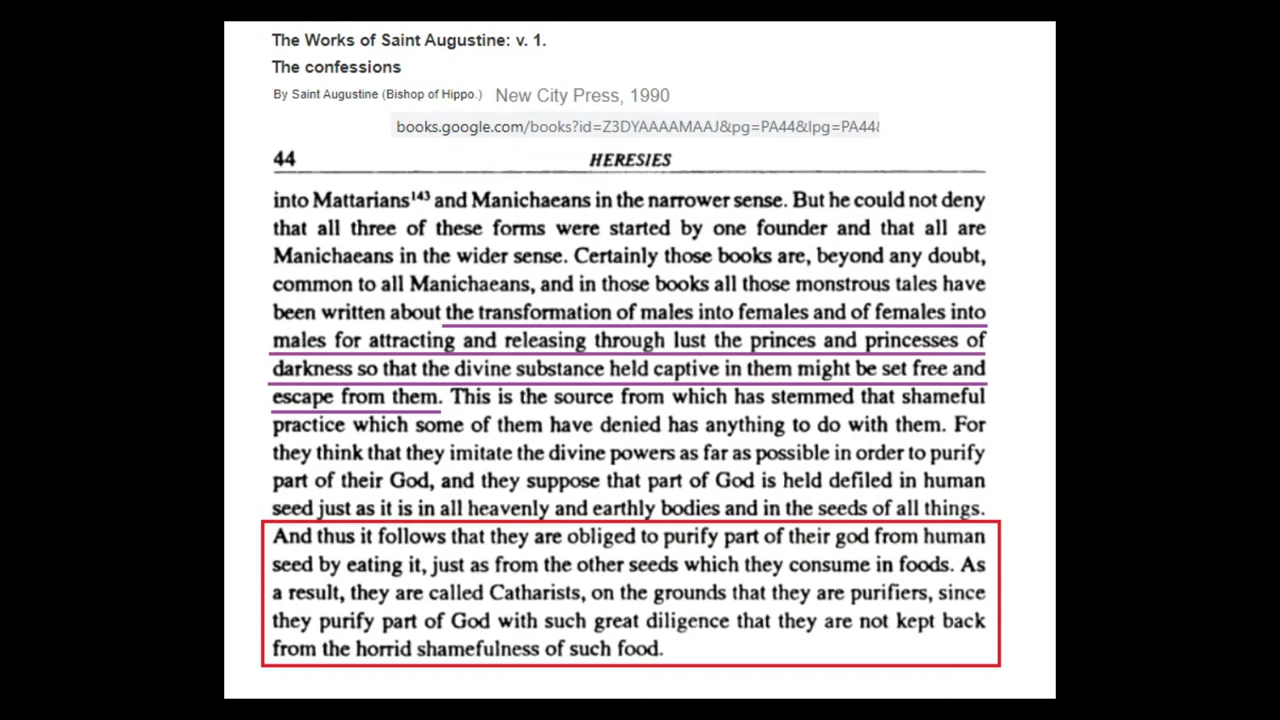 The Works of Saint Augustine: v. 1.
The confessions
By Saint Augustine (Bishop of Hippo.) New City Press, 1990
books.google.com/books?id=Z3DYAAAAMAAJ&pg=PA44&lpg=PA44&
44 HERESIES
into Mattarians¹⁴³ and Manichaeans in the narrower sense. But he could not deny
that all three of these forms were started by one founder and that all are
Manichaeans in the wider sense. Certainly those books are, beyond any doubt,
common to all Manichaeans, and in those books all those monstrous tales have
been written about the transformation of males into females and of females into
males for attracting and releasing through lust the princes and princesses of
darkness so that the divine substance held captive in them might be set free and
escape from them. This is the source from which has stemmed that shameful
practice which some of them have denied has anything to do with them. For
they think that they imitate the divine powers as far as possible in order to purify
part of their God, and they suppose that part of God is held defiled in human
seed just as it is in all heavenly and earthly bodies and in the seeds of all things.
And thus it follows that they are obliged to purify part of their god from human
seed by eating it, just as from the other seeds which they consume in foods. As
a result, they are called Catharists, on the grounds that they are purifiers, since
they purify part of God with such great diligence that they are not kept back
from the horrid shamefulness of such food.